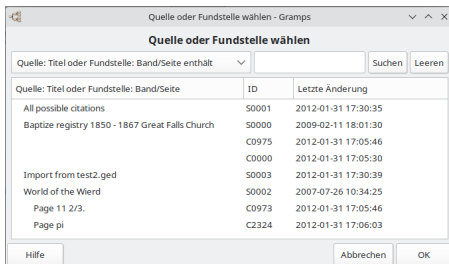 Quelle oder Fundstelle wählen - Gramps
Quelle oder Fundstelle wählen
Quelle: Titel oder Fundstelle: Band/Seite enthält Suchen Leeren
Quelle: Titel oder Fundstelle: Band/Seite ID Letzte Änderung
All possible citations S0001 2012-01-31 17:30:35
Baptize registry 1850 - 1867 Great Falls Church S0000 2009-02-11 18:01:30
C0975 2012-01-31 17:05:46
C0000 2012-01-31 17:05:30
Import from test2.ged S0003 2012-01-31 17:30:39
World of the Wierd S0002 2007-07-26 10:34:25
Page 11 2/3. C0973 2012-01-31 17:05:46
Page pi C2324 2012-01-31 17:06:03
Hilfe Abbrechen OK